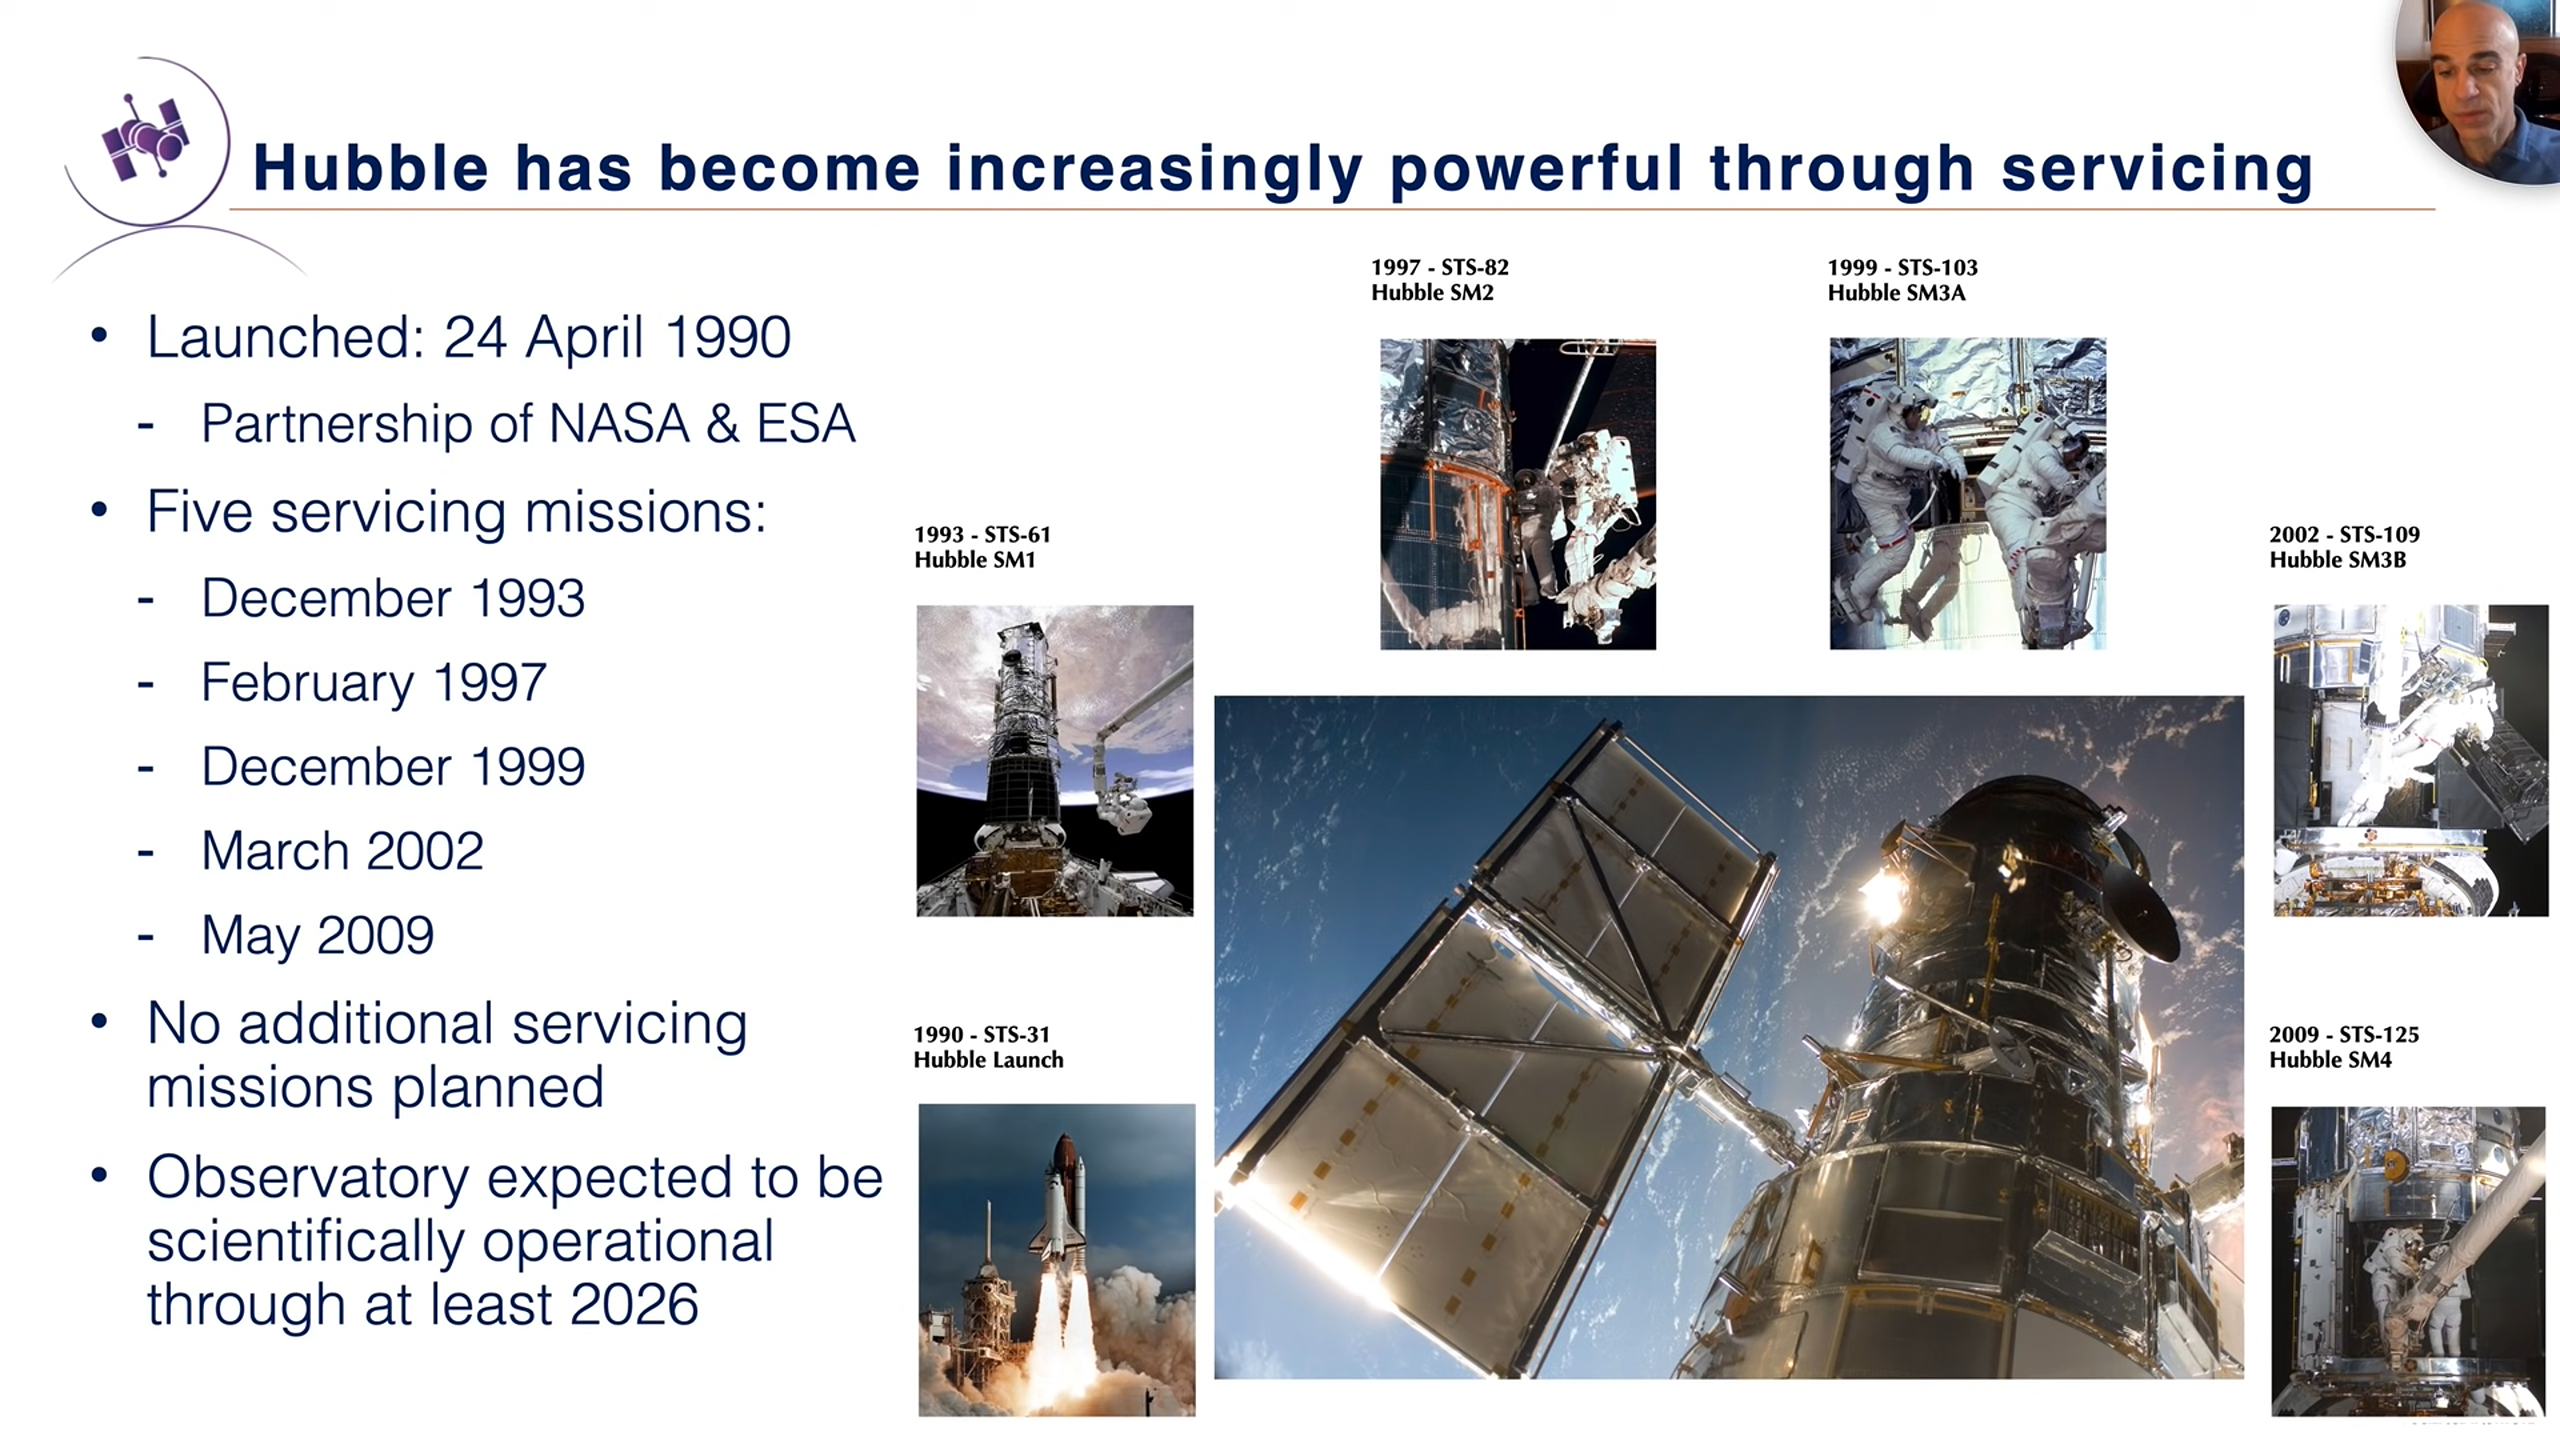 Hubble has become increasingly powerful through servicing
• Launched: 24 April 1990
- Partnership of NASA & ESA
• Five servicing missions:
- December 1993
- February 1997
- December 1999
- March 2002
- May 2009
• No additional servicing
missions planned
• Observatory expected to be
scientifically operational
through at least 2026
1990 - STS-31
Hubble Launch
1993 - STS-61
Hubble SM1
1997 - STS-82
Hubble SM2
1999 - STS-103
Hubble SM3A
2002 - STS-109
Hubble SM3B
2009 - STS-125
Hubble SM4